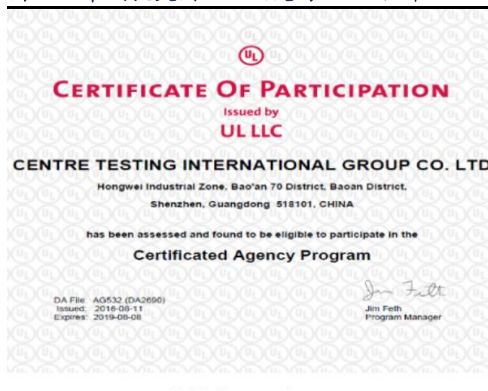 UL
CERTIFICATE OF PARTICIPATION
Issued by
UL LLC
CENTRE TESTING INTERNATIONAL GROUP CO. LTD
Hongwei Industrial Zone, Bao'an 70 District, Baoan District,
Shenzhen, Guangdong 518101, CHINA
has been assessed and found to be eligible to participate in the
Certificated Agency Program
DA File: AG532 (DA2690)
Issued: 2016-08-11
Expires: 2019-08-08
Jim Feth
Jim Feth
Program Manager